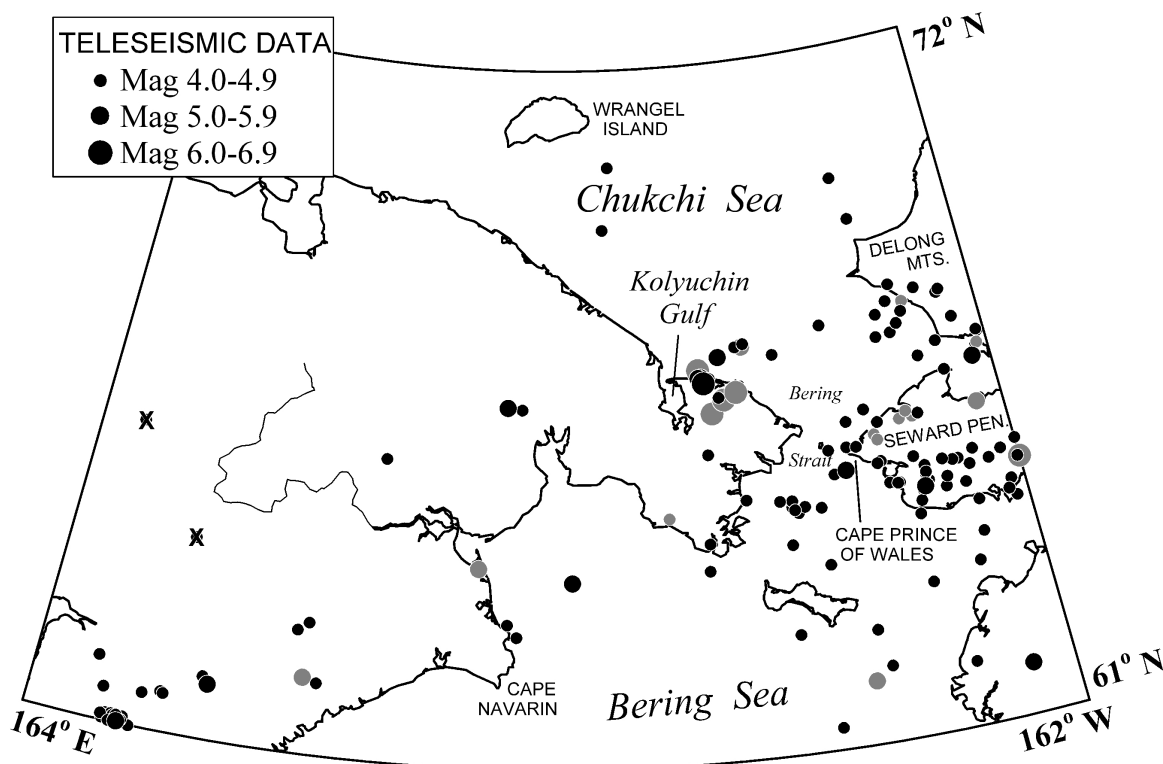 TELESEISMIC DATA
Mag 4.0-4.9
Mag 5.0-5.9
Mag 6.0-6.9
72° N
WRANGEL
ISLAND
Chukchi Sea
DELONG
MTS.
Kolyuchin
Gulf
Bering
Strait
SEWARD PEN.
X
X
CAPE PRINCE
OF WALES
CAPE
NAVARIN
Bering Sea
61° N
164° E
162° W